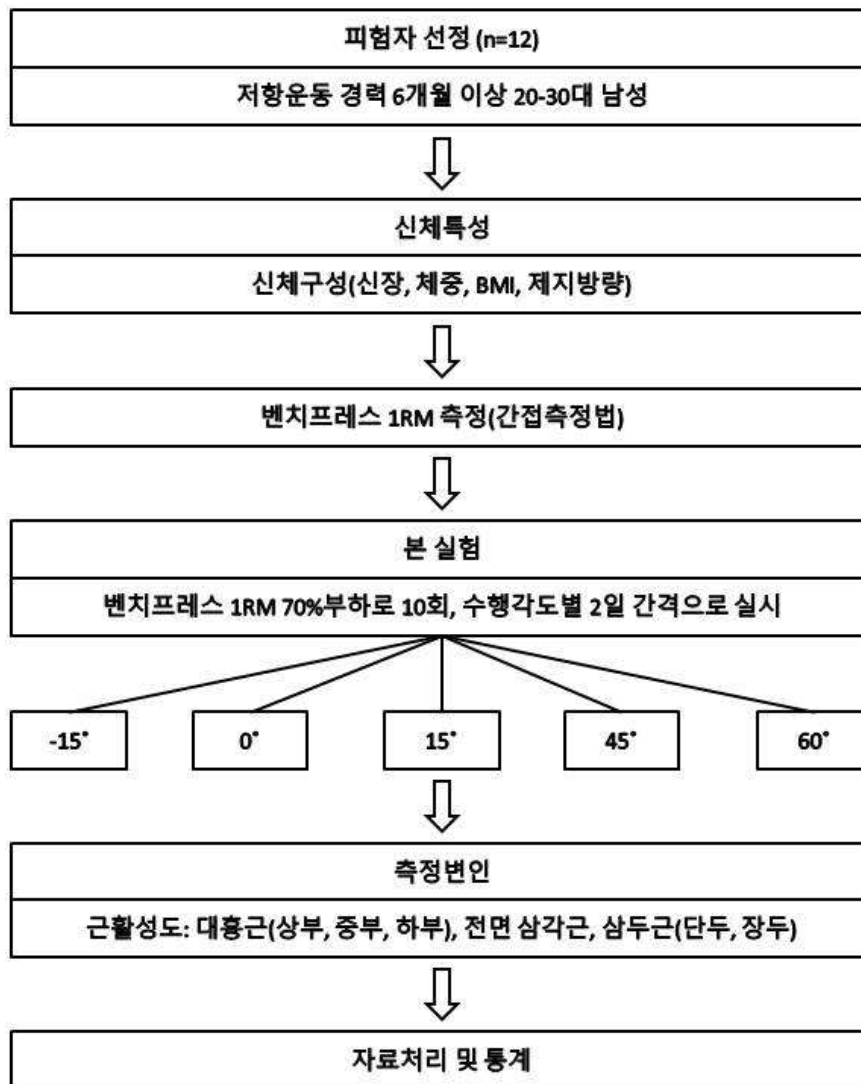 피험자 선정 (n=12)
저항운동 경력 6개월 이상 20-30대 남성
신체특성
신체구성(신장, 체중, BMI, 제지방량)
벤치프레스 1RM 측정(간접측정법)
본 실험
벤치프레스 1RM 70%부하로 10회, 수행각도별 2일 간격으로 실시
-15˚
0˚
15˚
45˚
60˚
측정변인
근활성도: 대흉근(상부, 중부, 하부), 전면 삼각근, 삼두근(단두, 장두)
자료처리 및 통계